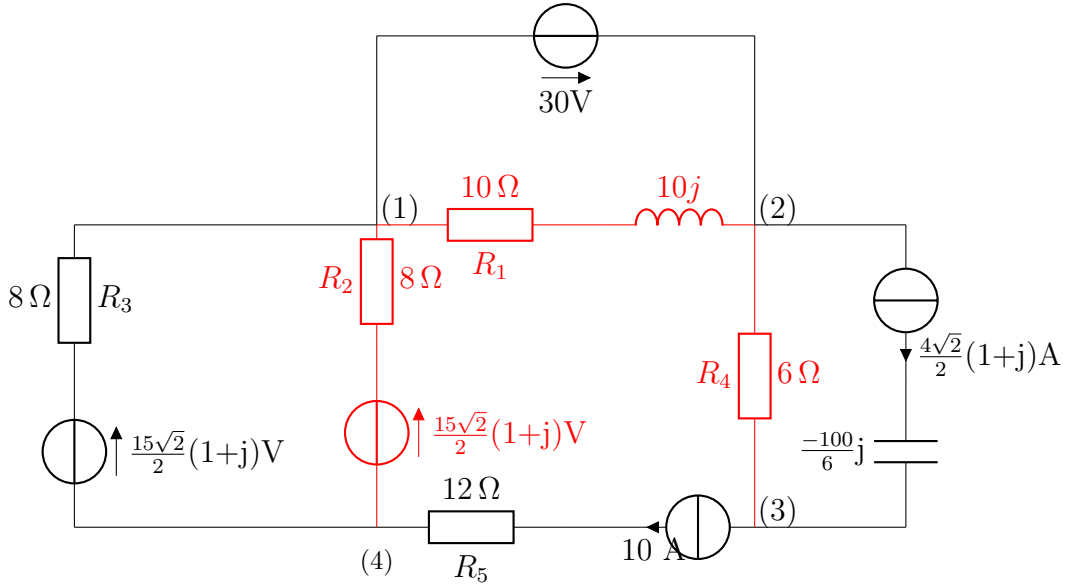 30V
10 Ω
10j
(1)
(2)
R₁
8 Ω
R₃
R₂
8 Ω
R₄
6 Ω
4√2/2(1+j)A
15√2/2(1+j)V
15√2/2(1+j)V
-100/6 j
12 Ω
(3)
10 A
(4)
R₅